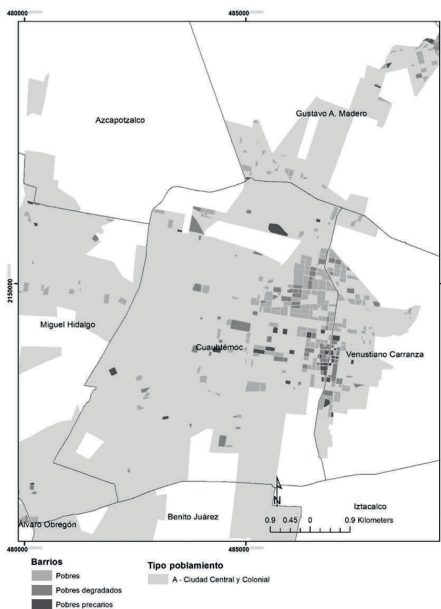 480000
485000
Azcapotzalco
Gustavo A. Madero
2150000
2150000
Miguel Hidalgo
Cuauhtémoc
Venustiano Carranza
N
Iztacalco
Álvaro Obregón
Benito Juárez
0.9 0.45 0 0.9 Kilometers
480000
485000
Barrios
Pobres
Pobres degradados
Pobres precarios
Tipo poblamiento
A - Ciudad Central y Colonial